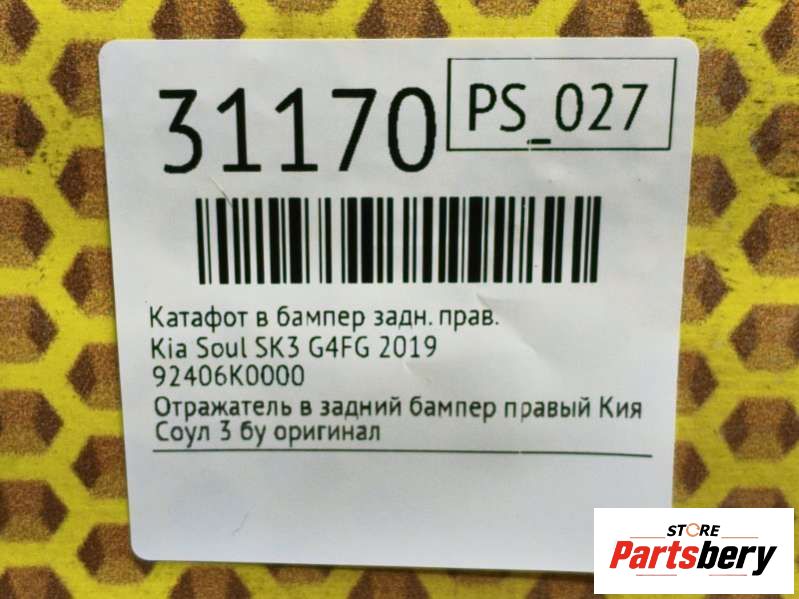 31170
PS_027
Катафот в бампер задн. прав.
Kia Soul SK3 G4FG 2019
92406K0000
Отражатель в задний бампер правый Кия
Соул 3 бу оригинал
STORE
Partsbery